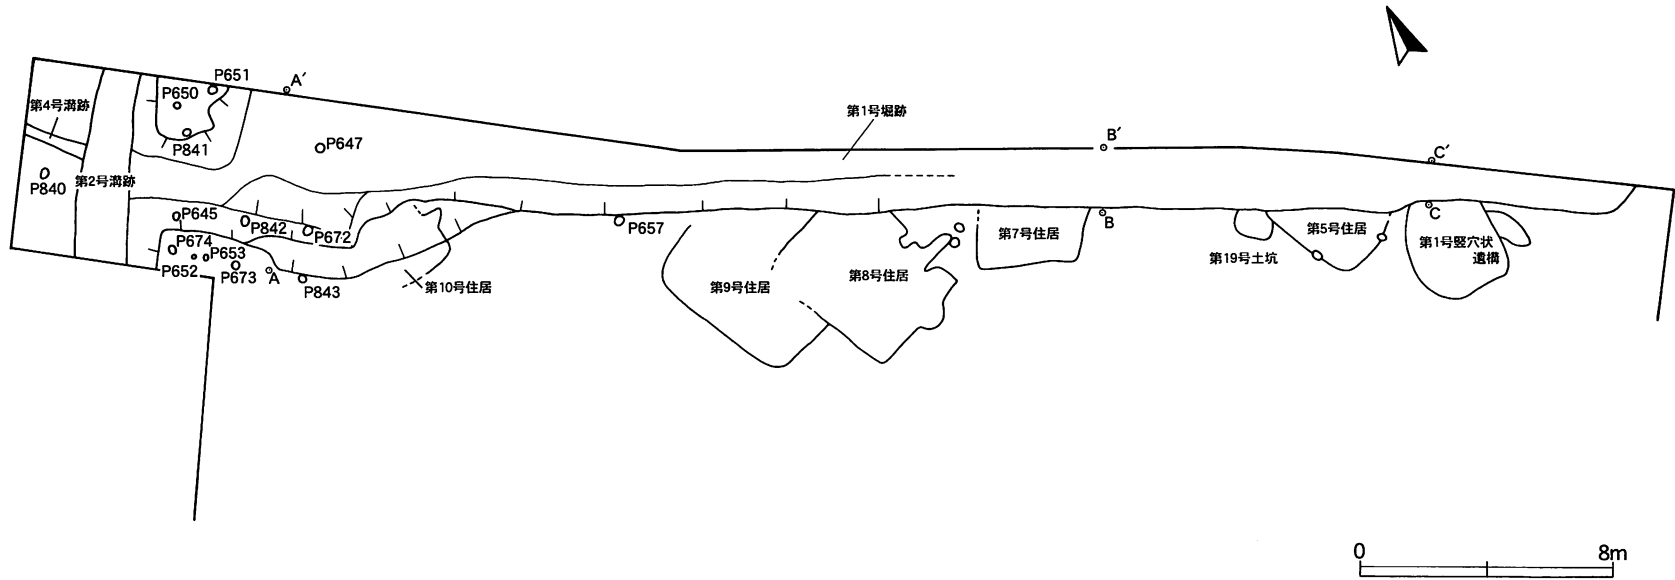 P651
A′
P650
第4号溝跡
第1号堀跡
P647
P841
B′
C′
P840
第2号溝跡
P645
P842
P672
P657
第7号住居
B
第5号住居
C
第1号竪穴状
遺構
P674
P653
P652
P673
A
P843
第10号住居
第9号住居
第8号住居
第19号土坑
0
8m